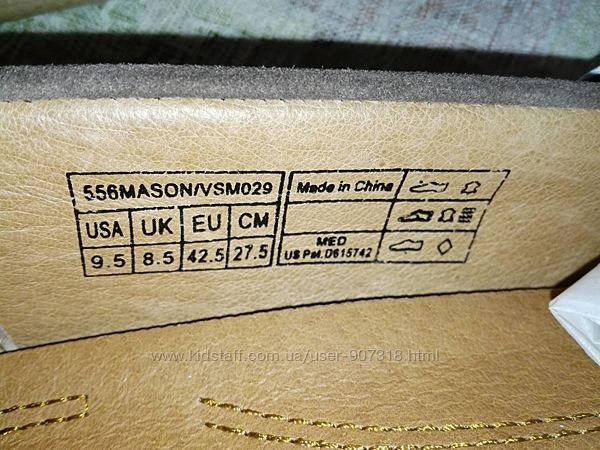 556MASON/VSM029
USA UK EU CM
9.5 8.5 42.5 27.5
Made in China
MED
US Pat.D615742
www.kidstaff.com.ua/user-907318.html